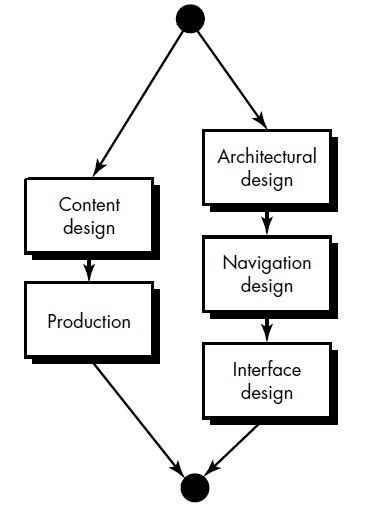 Content
design
Production
Architectural
design
Navigation
design
Interface
design